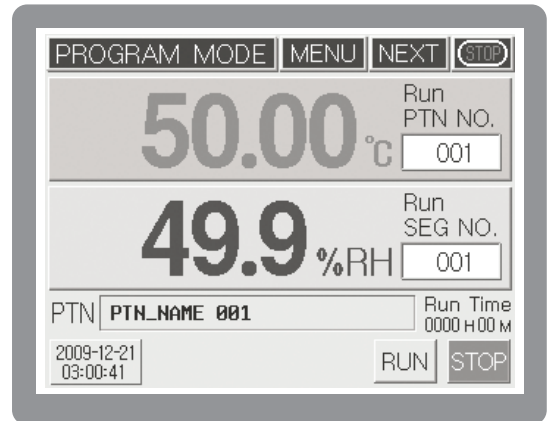 PROGRAM MODE MENU NEXT STOP
50.00 °C
Run
PTN NO.
001
49.9 %RH
Run
SEG NO.
001
PTN PTN_NAME 001
Run Time
0000 H 00 M
2009-12-21
03:00:41
RUN STOP